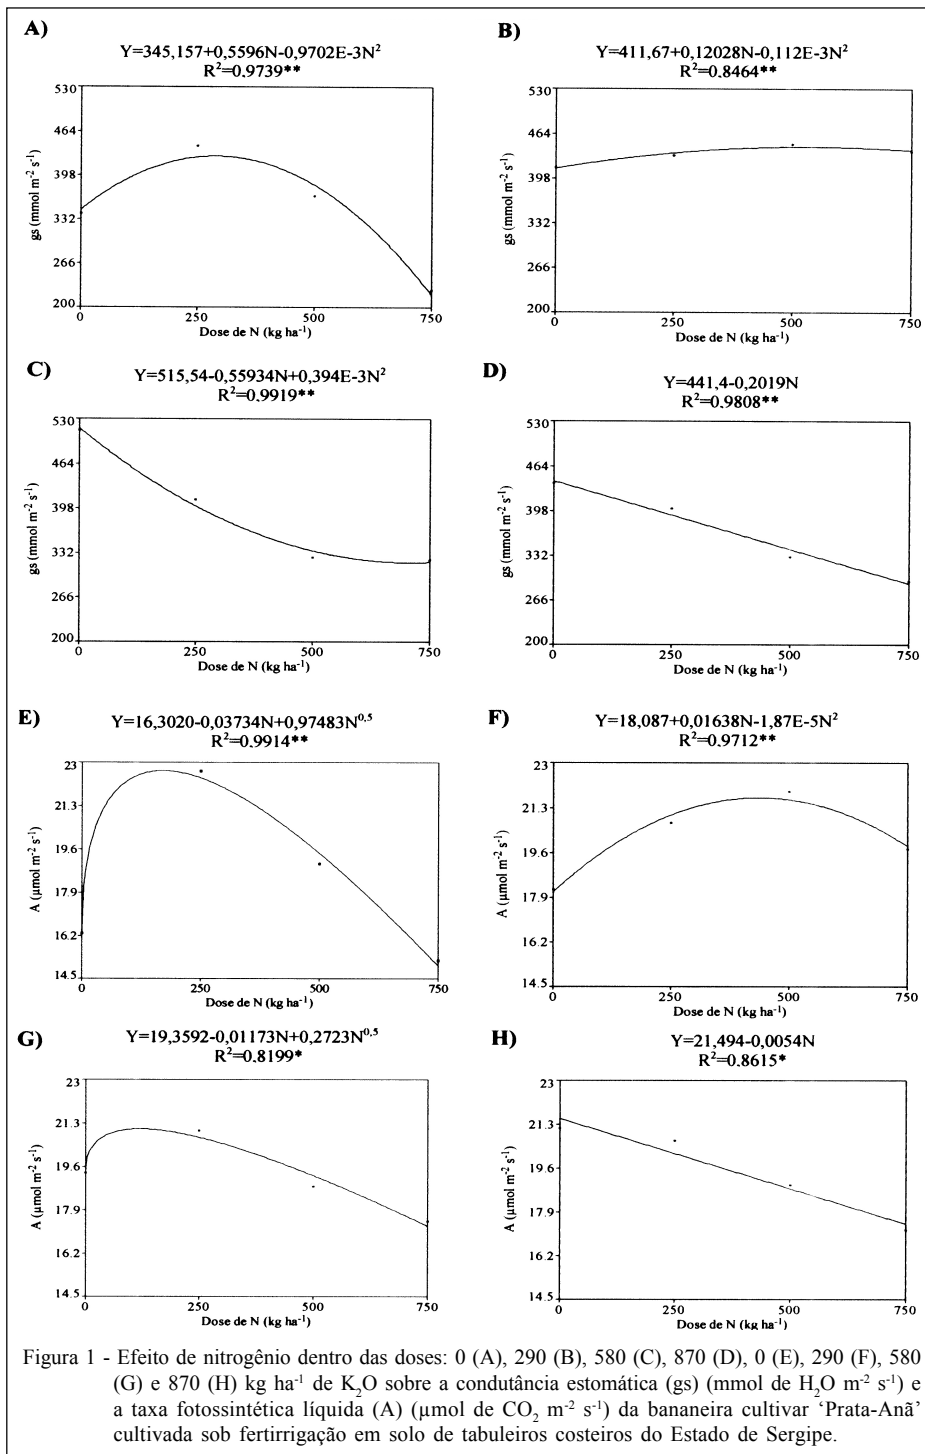 A)
Y=345,157+0,5596N-0,9702E-3N²
R²=0,9739**
530
464
398
332
266
200
gs (mmol m⁻² s⁻¹)
0 250 500 750
Dose de N (kg ha⁻¹)
B)
Y=411,67+0,12028N-0,112E-3N²
R²=0,8464**
530
464
398
332
266
200
gs (mmol m⁻² s⁻¹)
0 250 500 750
Dose de N (kg ha⁻¹)
C)
Y=515,54-0,55934N+0,394E-3N²
R²=0,9919**
530
464
398
332
266
200
gs (mmol m⁻² s⁻¹)
0 250 500 750
Dose de N (kg ha⁻¹)
D)
Y=441,4-0,2019N
R²=0,9808**
530
464
398
332
266
200
gs (mmol m⁻² s⁻¹)
0 250 500 750
Dose de N (kg ha⁻¹)
E)
Y=16,3020-0,03734N+0,97483N⁰·⁵
R²=0,9914**
23
21.3
19.6
17.9
16.2
14.5
A (µmol m⁻² s⁻¹)
0 250 500 750
Dose de N (kg ha⁻¹)
F)
Y=18,087+0,01638N-1,87E-5N²
R²=0,9712**
23
21.3
19.6
17.9
16.2
14.5
A (µmol m⁻² s⁻¹)
0 250 500 750
Dose de N (kg ha⁻¹)
G)
Y=19,3592-0,01173N+0,2723N⁰·⁵
R²=0,8199*
23
21.3
19.6
17.9
16.2
14.5
A (µmol m⁻² s⁻¹)
0 250 500 750
Dose de N (kg ha⁻¹)
H)
Y=21,494-0,0054N
R²=0,8615*
23
21.3
19.6
17.9
16.2
14.5
A (µmol m⁻² s⁻¹)
0 250 500 750
Dose de N (kg ha⁻¹)
Figura 1 - Efeito de nitrogênio dentro das doses: 0 (A), 290 (B), 580 (C), 870 (D), 0 (E), 290 (F), 580
(G) e 870 (H) kg ha⁻¹ de K₂O sobre a condutância estomática (gs) (mmol de H₂O m⁻² s⁻¹) e
a taxa fotossintética líquida (A) (µmol de CO₂ m⁻² s⁻¹) da bananeira cultivar ‘Prata-Anã’
cultivada sob fertirrigação em solo de tabuleiros costeiros do Estado de Sergipe.